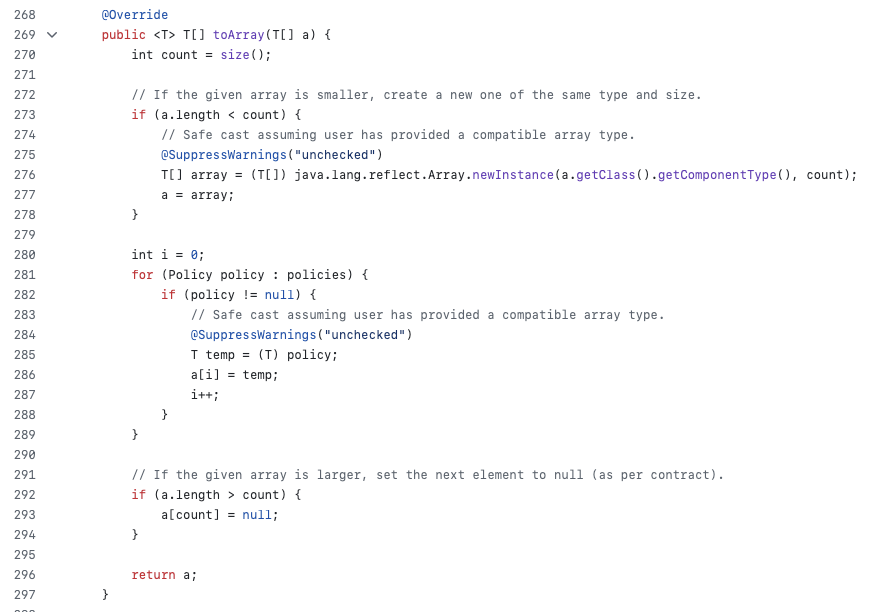 268 @Override
269 public <T> T[] toArray(T[] a) {
270 int count = size();
271
272 // If the given array is smaller, create a new one of the same type and size.
273 if (a.length < count) {
274 // Safe cast assuming user has provided a compatible array type.
275 @SuppressWarnings("unchecked")
276 T[] array = (T[]) java.lang.reflect.Array.newInstance(a.getClass().getComponentType(), count);
277 a = array;
278 }
279
280 int i = 0;
281 for (Policy policy : policies) {
282 if (policy != null) {
283 // Safe cast assuming user has provided a compatible array type.
284 @SuppressWarnings("unchecked")
285 T temp = (T) policy;
286 a[i] = temp;
287 i++;
288 }
289 }
290
291 // If the given array is larger, set the next element to null (as per contract).
292 if (a.length > count) {
293 a[count] = null;
294 }
295
296 return a;
297 }